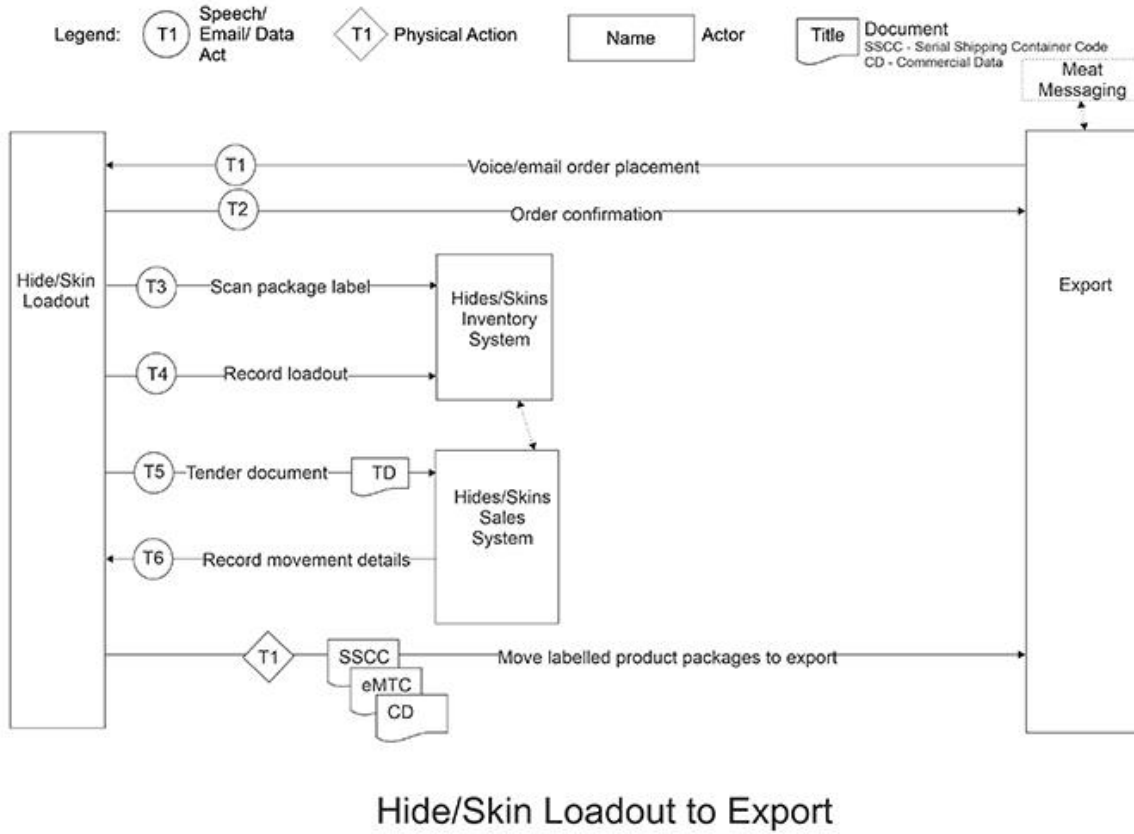 Legend:
T1
Speech/
Email/ Data
Act
T1
Physical Action
Name
Actor
Title
Document
SSCC - Serial Shipping Container Code
CD - Commercial Data
Meat
Messaging
T1
Voice/email order placement
T2
Order confirmation
Hide/Skin
Loadout
Export
T3
Scan package label
Hides/Skins
Inventory
System
T4
Record loadout
T5
Tender document
TD
Hides/Skins
Sales
System
T6
Record movement details
T1
SSCC
eMTC
CD
Move labelled product packages to export
Hide/Skin Loadout to Export